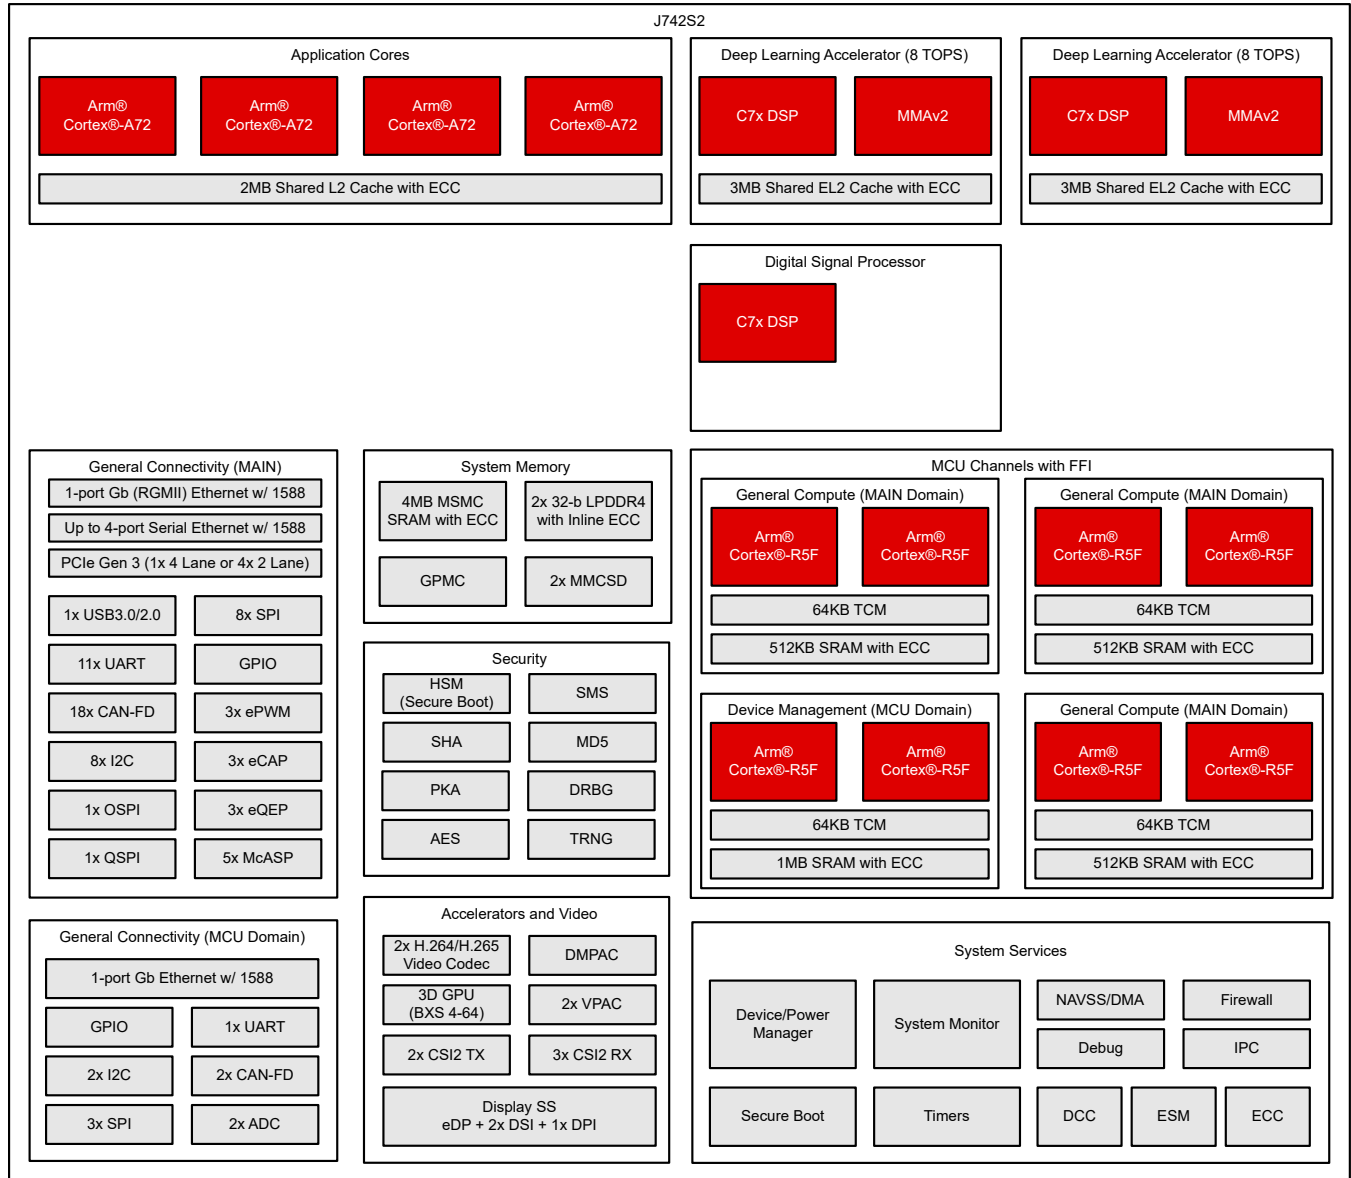 J742S2
Application Cores
Arm®
Cortex®-A72
Arm®
Cortex®-A72
Arm®
Cortex®-A72
Arm®
Cortex®-A72
2MB Shared L2 Cache with ECC
Deep Learning Accelerator (8 TOPS)
C7x DSP
MMAv2
3MB Shared EL2 Cache with ECC
Deep Learning Accelerator (8 TOPS)
C7x DSP
MMAv2
3MB Shared EL2 Cache with ECC
Digital Signal Processor
C7x DSP
General Connectivity (MAIN)
1-port Gb (RGMII) Ethernet w/ 1588
Up to 4-port Serial Ethernet w/ 1588
PCIe Gen 3 (1x 4 Lane or 4x 2 Lane)
1x USB3.0/2.0
8x SPI
11x UART
GPIO
18x CAN-FD
3x ePWM
8x I2C
3x eCAP
1x OSPI
3x eQEP
1x QSPI
5x McASP
System Memory
4MB MSMC
SRAM with ECC
2x 32-b LPDDR4
with Inline ECC
GPMC
2x MMCSD
Security
HSM
(Secure Boot)
SMS
SHA
MD5
PKA
DRBG
AES
TRNG
MCU Channels with FFI
General Compute (MAIN Domain)
Arm®
Cortex®-R5F
Arm®
Cortex®-R5F
64KB TCM
512KB SRAM with ECC
General Compute (MAIN Domain)
Arm®
Cortex®-R5F
Arm®
Cortex®-R5F
64KB TCM
512KB SRAM with ECC
Device Management (MCU Domain)
Arm®
Cortex®-R5F
Arm®
Cortex®-R5F
64KB TCM
1MB SRAM with ECC
General Compute (MAIN Domain)
Arm®
Cortex®-R5F
Arm®
Cortex®-R5F
64KB TCM
512KB SRAM with ECC
General Connectivity (MCU Domain)
1-port Gb Ethernet w/ 1588
GPIO
1x UART
2x I2C
2x CAN-FD
3x SPI
2x ADC
Accelerators and Video
2x H.264/H.265
Video Codec
DMPAC
3D GPU
(BXS 4-64)
2x VPAC
2x CSI2 TX
3x CSI2 RX
Display SS
eDP + 2x DSI + 1x DPI
System Services
Device/Power
Manager
System Monitor
NAVSS/DMA
Firewall
Debug
IPC
Secure Boot
Timers
DCC
ESM
ECC